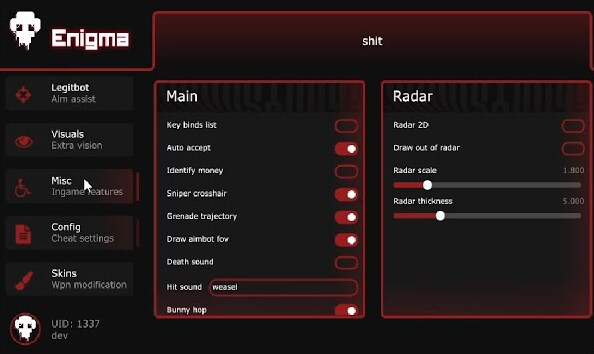 Enigma
shit
Legitbot
Aim assist
Visuals
Extra vision
Misc
Ingame features
Config
Cheat settings
Skins
Wpn modification
UID: 1337
dev
Main
Key binds list
Auto accept
Identify money
Sniper crosshair
Grenade trajectory
Draw aimbot fov
Death sound
Hit sound weasel
Bunny hop
Radar
Radar 2D
Draw out of radar
Radar scale 1.800
Radar thickness 5.000